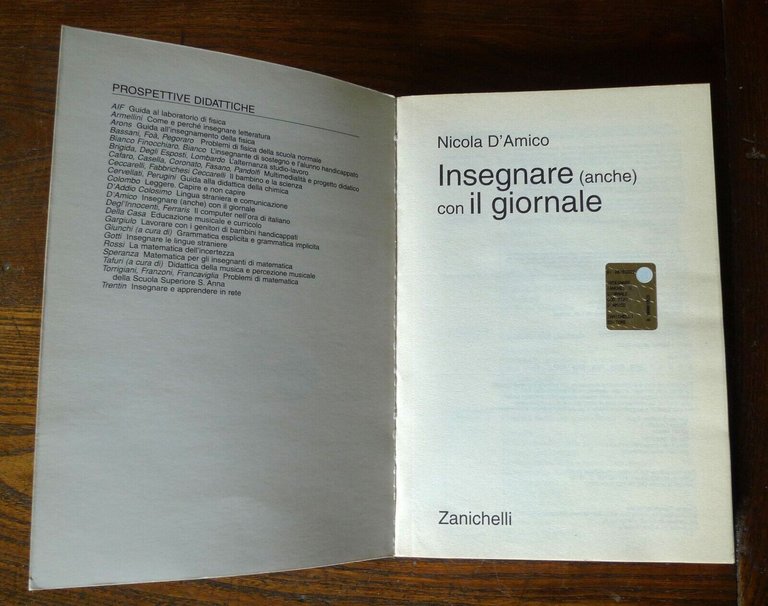 PROSPETTIVE DIDATTICHE
AIF Guida al laboratorio di fisica
Armellini Come e perché insegnare letteratura
Arons Guida all'insegnamento della fisica
Bassani, Foà, Pegoraro Problemi di fisica della scuola normale
Bianco Finocchiaro, Bianco L'insegnante di sostegno e l'alunno handicappato
Brigida, Degli Esposti, Lombardo L'alternanza studio-lavoro
Cafaro, Casella, Coronato, Fasano, Pandolfi Multimedialità e progetto didattico
Ceccarelli, Fabbrichesi Ceccarelli Il bambino e la scienza
Cervellati, Perugini Guida alla didattica della chimica
Colombo Leggere. Capire e non capire
D'Addio Colosimo Lingua straniera e comunicazione
D'Amico Insegnare (anche) con il giornale
Degl'Innocenti, Ferraris Il computer nell'ora di italiano
Della Casa Educazione musicale e curricolo
Gargiulo Lavorare con i genitori di bambini handicappati
Giunchi (a cura di) Grammatica esplicita e grammatica implicita
Gotti Insegnare le lingue straniere
Rossi La matematica dell'incertezza
Speranza Matematica per gli insegnanti di matematica
Tafuri (a cura di) Didattica della musica e percezione musicale
Torrigiani, Franzoni, Francaviglia Problemi di matematica
della Scuola Superiore S. Anna
Trentin Insegnare e apprendere in rete
Nicola D'Amico
Insegnare (anche)
con il giornale
Zanichelli